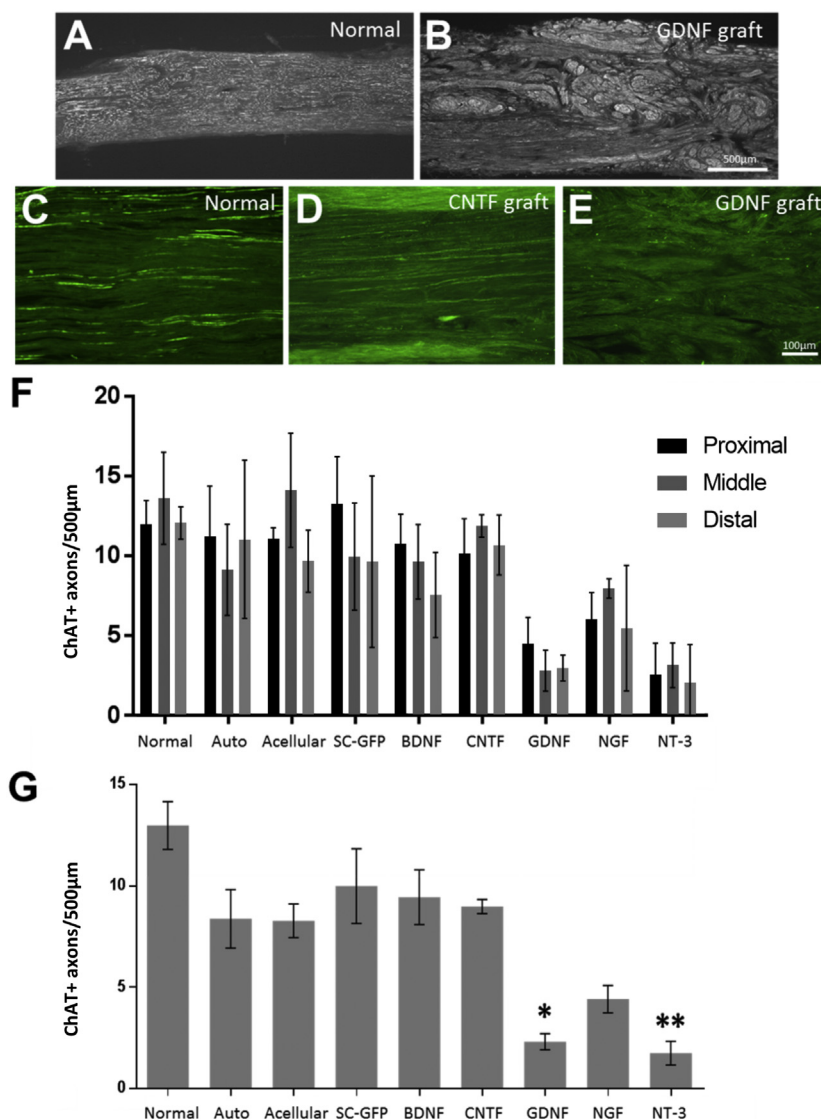 A Normal
B GDNF graft
500µm
C Normal
D CNTF graft
E GDNF graft
100µm
F
20
15
10
5
0
ChAT+ axons/500µm
Proximal
Middle
Distal
Normal Auto Acellular SC-GFP BDNF CNTF GDNF NGF NT-3
G
15
10
5
0
ChAT+ axons/500µm
* **
Normal Auto Acellular SC-GFP BDNF CNTF GDNF NGF NT-3